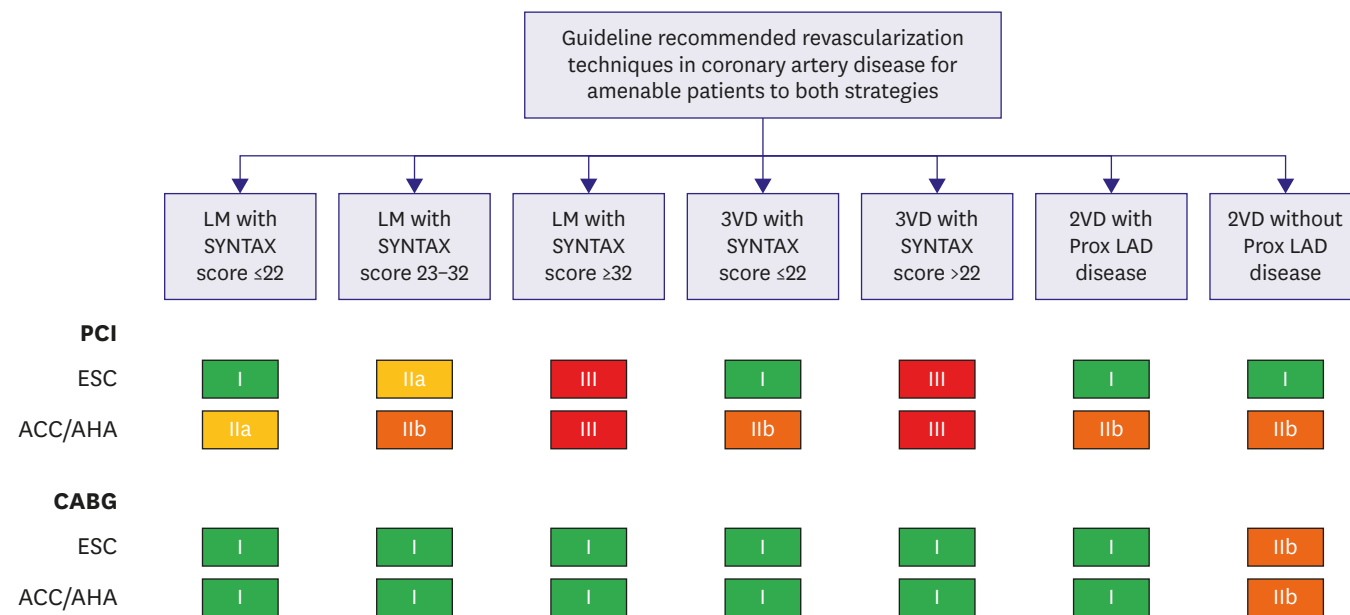 Guideline recommended revascularization
techniques in coronary artery disease for
amenable patients to both strategies
LM with
SYNTAX
score ≤22
LM with
SYNTAX
score 23–32
LM with
SYNTAX
score ≥32
3VD with
SYNTAX
score ≤22
3VD with
SYNTAX
score >22
2VD with
Prox LAD
disease
2VD without
Prox LAD
disease
PCI
ESC I IIa III I III I I
ACC/AHA IIa IIb III IIb III IIb IIb
CABG
ESC I I I I I I IIb
ACC/AHA I I I I I I IIb